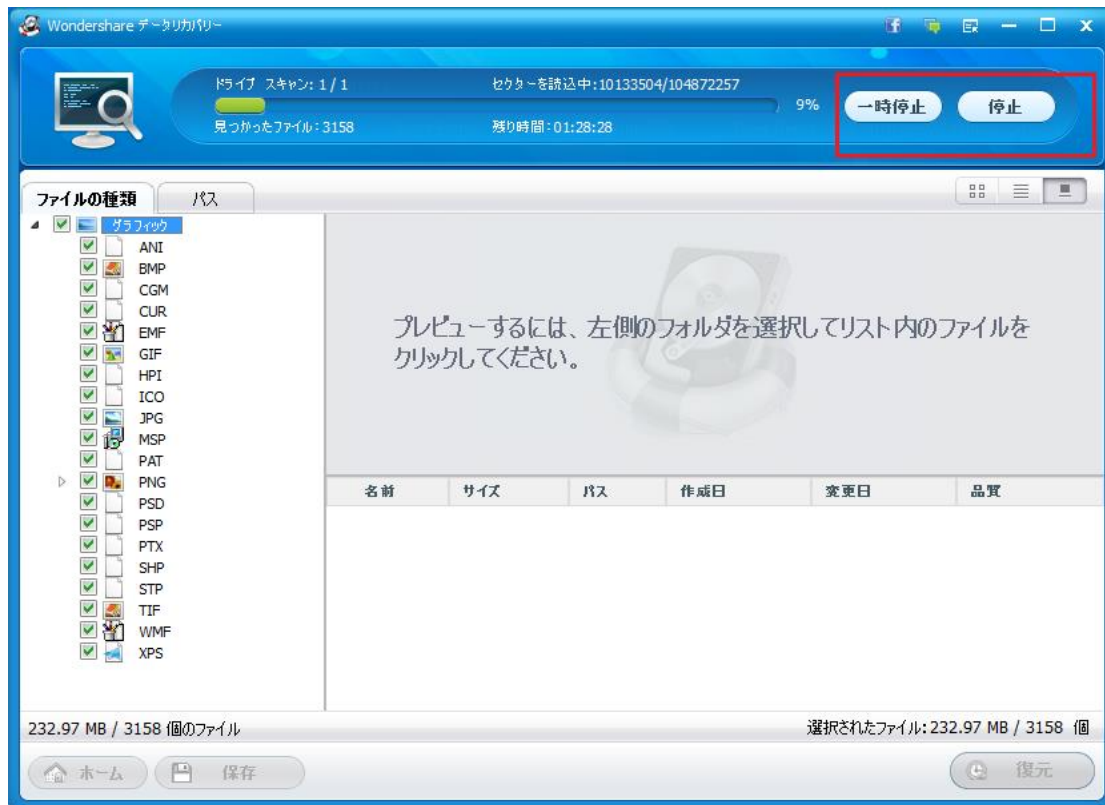 Wondershare データリカバリー
ドライブ スキャン: 1 / 1
セクターを読込中:10133504/104872257
9%
一時停止
停止
見つかったファイル:3158
残り時間:01:28:28
ファイルの種類
パス
グラフィック
ANI
BMP
CGM
CUR
EMF
GIF
HPI
ICO
JPG
MSP
PAT
PNG
PSD
PSP
PTX
SHP
STP
TIF
WMF
XPS
プレビューするには、左側のフォルダを選択してリスト内のファイルを
クリックしてください。
名前 サイズ パス 作成日 変更日 品質
232.97 MB / 3158 個のファイル
選択されたファイル:232.97 MB / 3158 個
ホーム
保存
復元